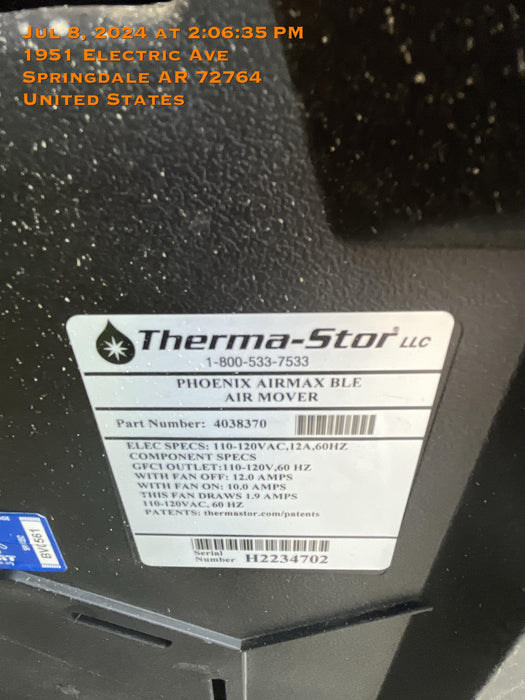 Jul 8, 2024 at 2:06:35 PM
1951 Electric Ave
Springdale AR 72764
United States
Therma-Stor® LLC
1-800-533-7533
PHOENIX AIRMAX BLE
AIR MOVER
Part Number: 4038370
ELEC SPECS: 110-120VAC,12A,60HZ
COMPONENT SPECS
GFCI OUTLET:110-120V,60 HZ
WITH FAN OFF: 12.0 AMPS
WITH FAN ON: 10.0 AMPS
THIS FAN DRAWS 1.9 AMPS
110-120VAC, 60 HZ
PATENTS: thermastor.com/patents
Serial
Number H2234702